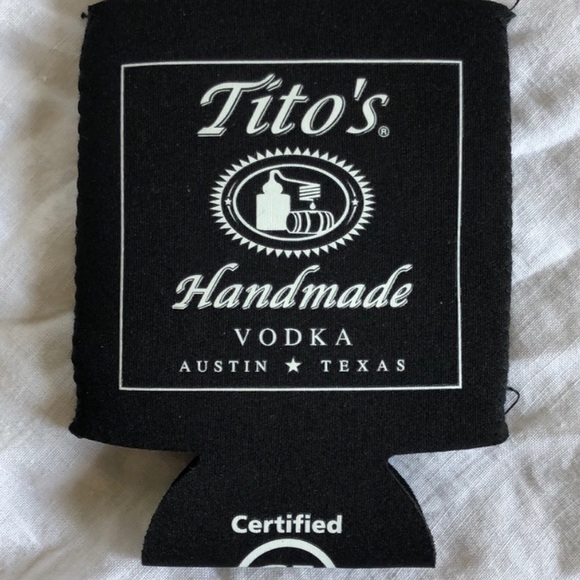 Tito's®
Handmade
VODKA
AUSTIN ★ TEXAS
Certified